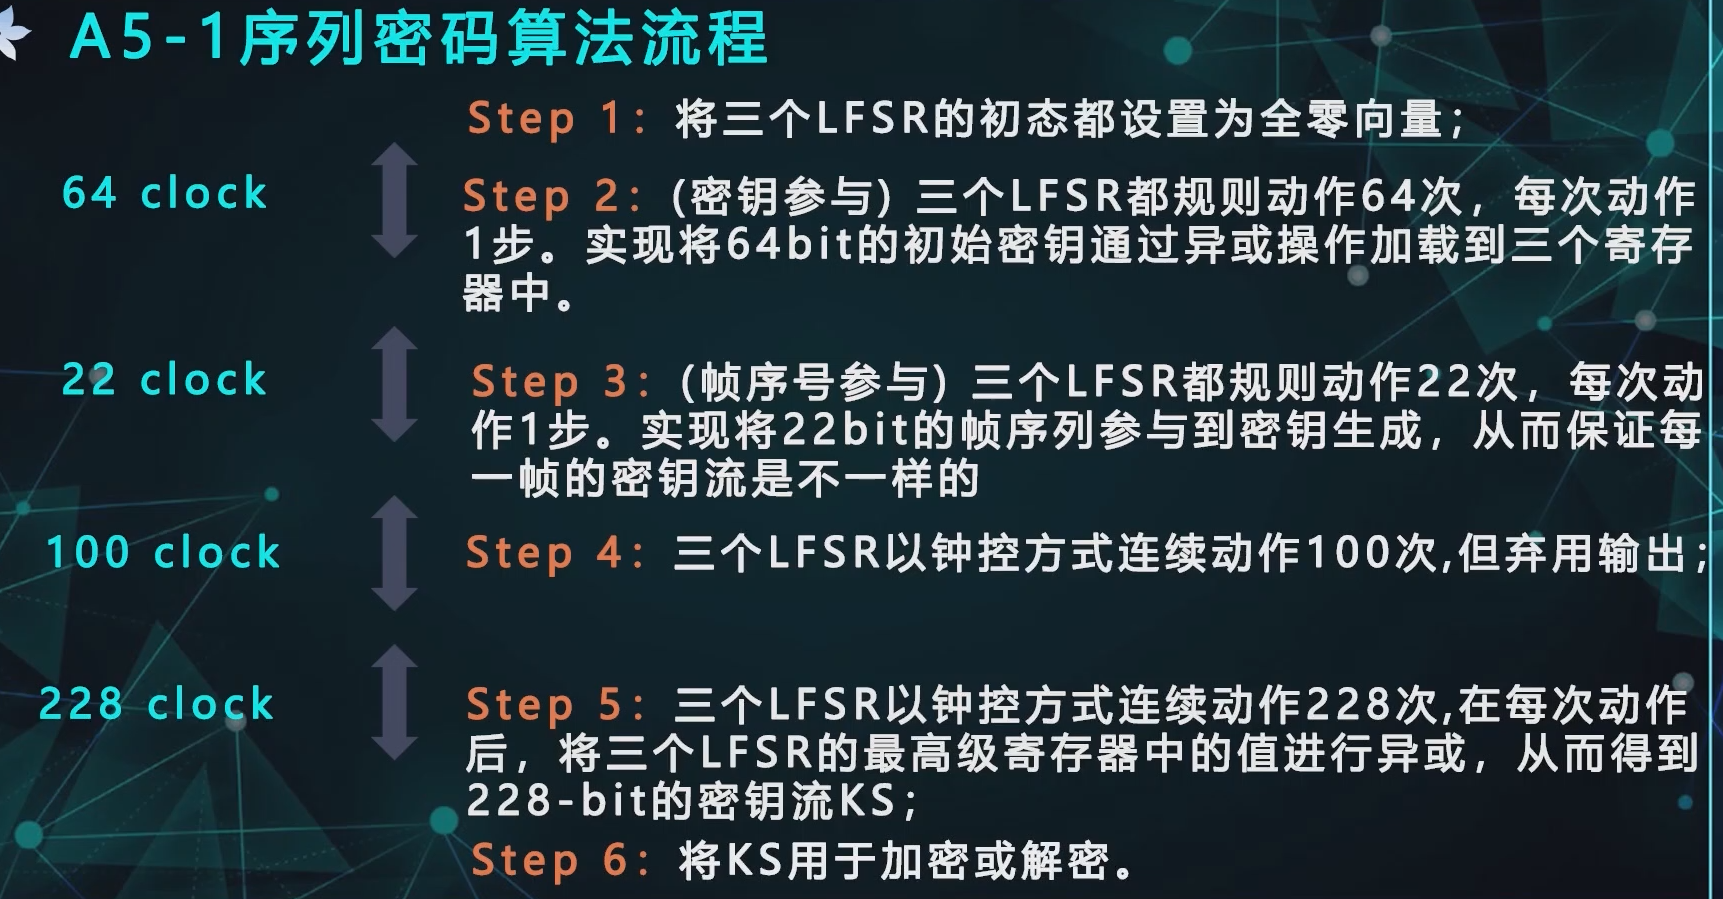 A5-1序列密码算法流程
Step 1：将三个LFSR的初态都设置为全零向量；
64 clock
Step 2：(密钥参与）三个LFSR都规则动作64次，每次动作
1步。实现将64bit的初始密钥通过异或操作加载到三个寄存
器中。
22 clock
Step 3：(帧序号参与）三个LFSR都规则动作22次，每次动
作1步。实现将22bit的帧序列参与到密钥生成，从而保证每
一帧的密钥流是不一样的
100 clock
Step 4：三个LFSR以钟控方式连续动作100次,但弃用输出；
228 clock
Step 5：三个LFSR以钟控方式连续动作228次,在每次动作
后，将三个LFSR的最高级寄存器中的值进行异或，从而得到
228-bit的密钥流KS；
Step 6：将KS用于加密或解密。